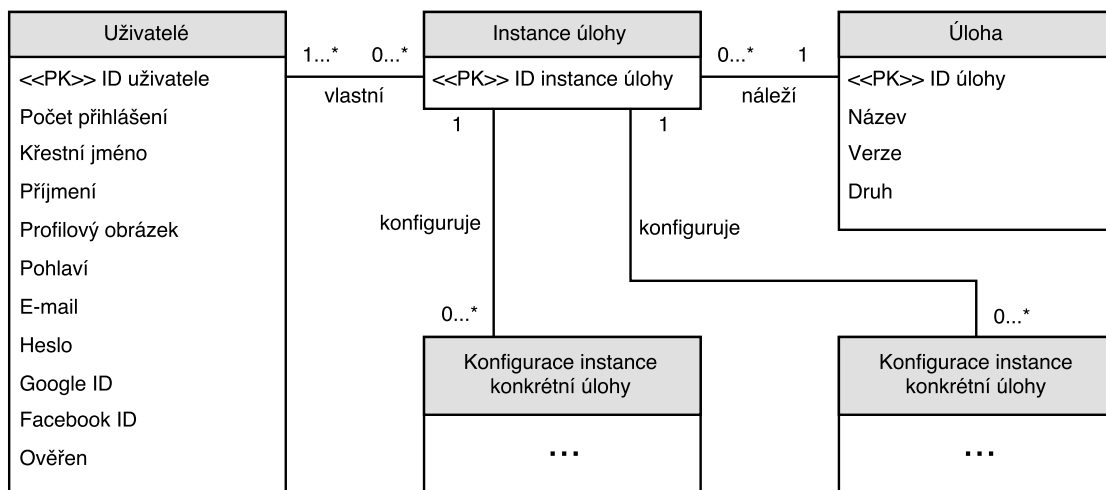 Uživatelé
<<PK>> ID uživatele
Počet přihlášení
Křestní jméno
Příjmení
Profilový obrázek
Pohlaví
E-mail
Heslo
Google ID
Facebook ID
Ověřen
1...*
0...*
vlastní
Instance úlohy
<<PK>> ID instance úlohy
0...*
1
náleží
Úloha
<<PK>> ID úlohy
Název
Verze
Druh
1
konfiguruje
0...*
1
konfiguruje
0...*
Konfigurace instance
konkrétní úlohy
...
Konfigurace instance
konkrétní úlohy
...